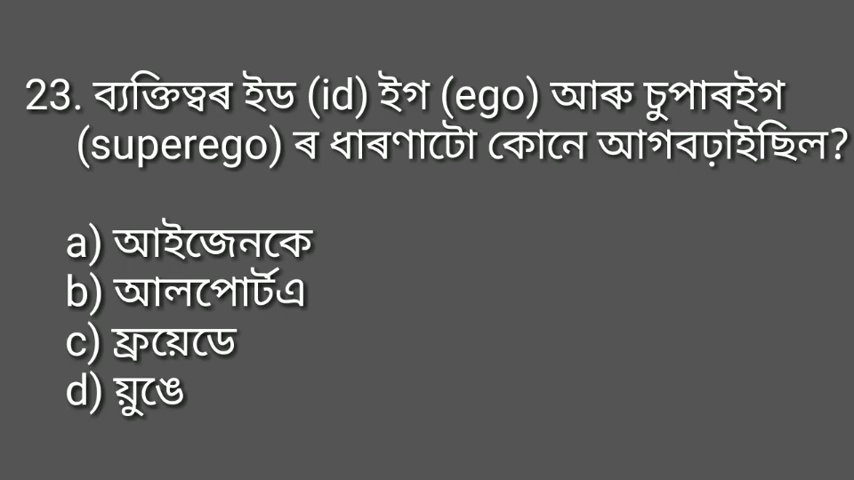 23. ব্যক্তিত্বৰ ইড (id) ইগ (ego) আৰু চুপাৰইগ
(superego) ৰ ধাৰণাটো কোনে আগবঢ়াইছিল?
a) আইজেনকে
b) আলপোৰ্টএ
c) ফ্ৰয়েডে
d) য়ুঙে